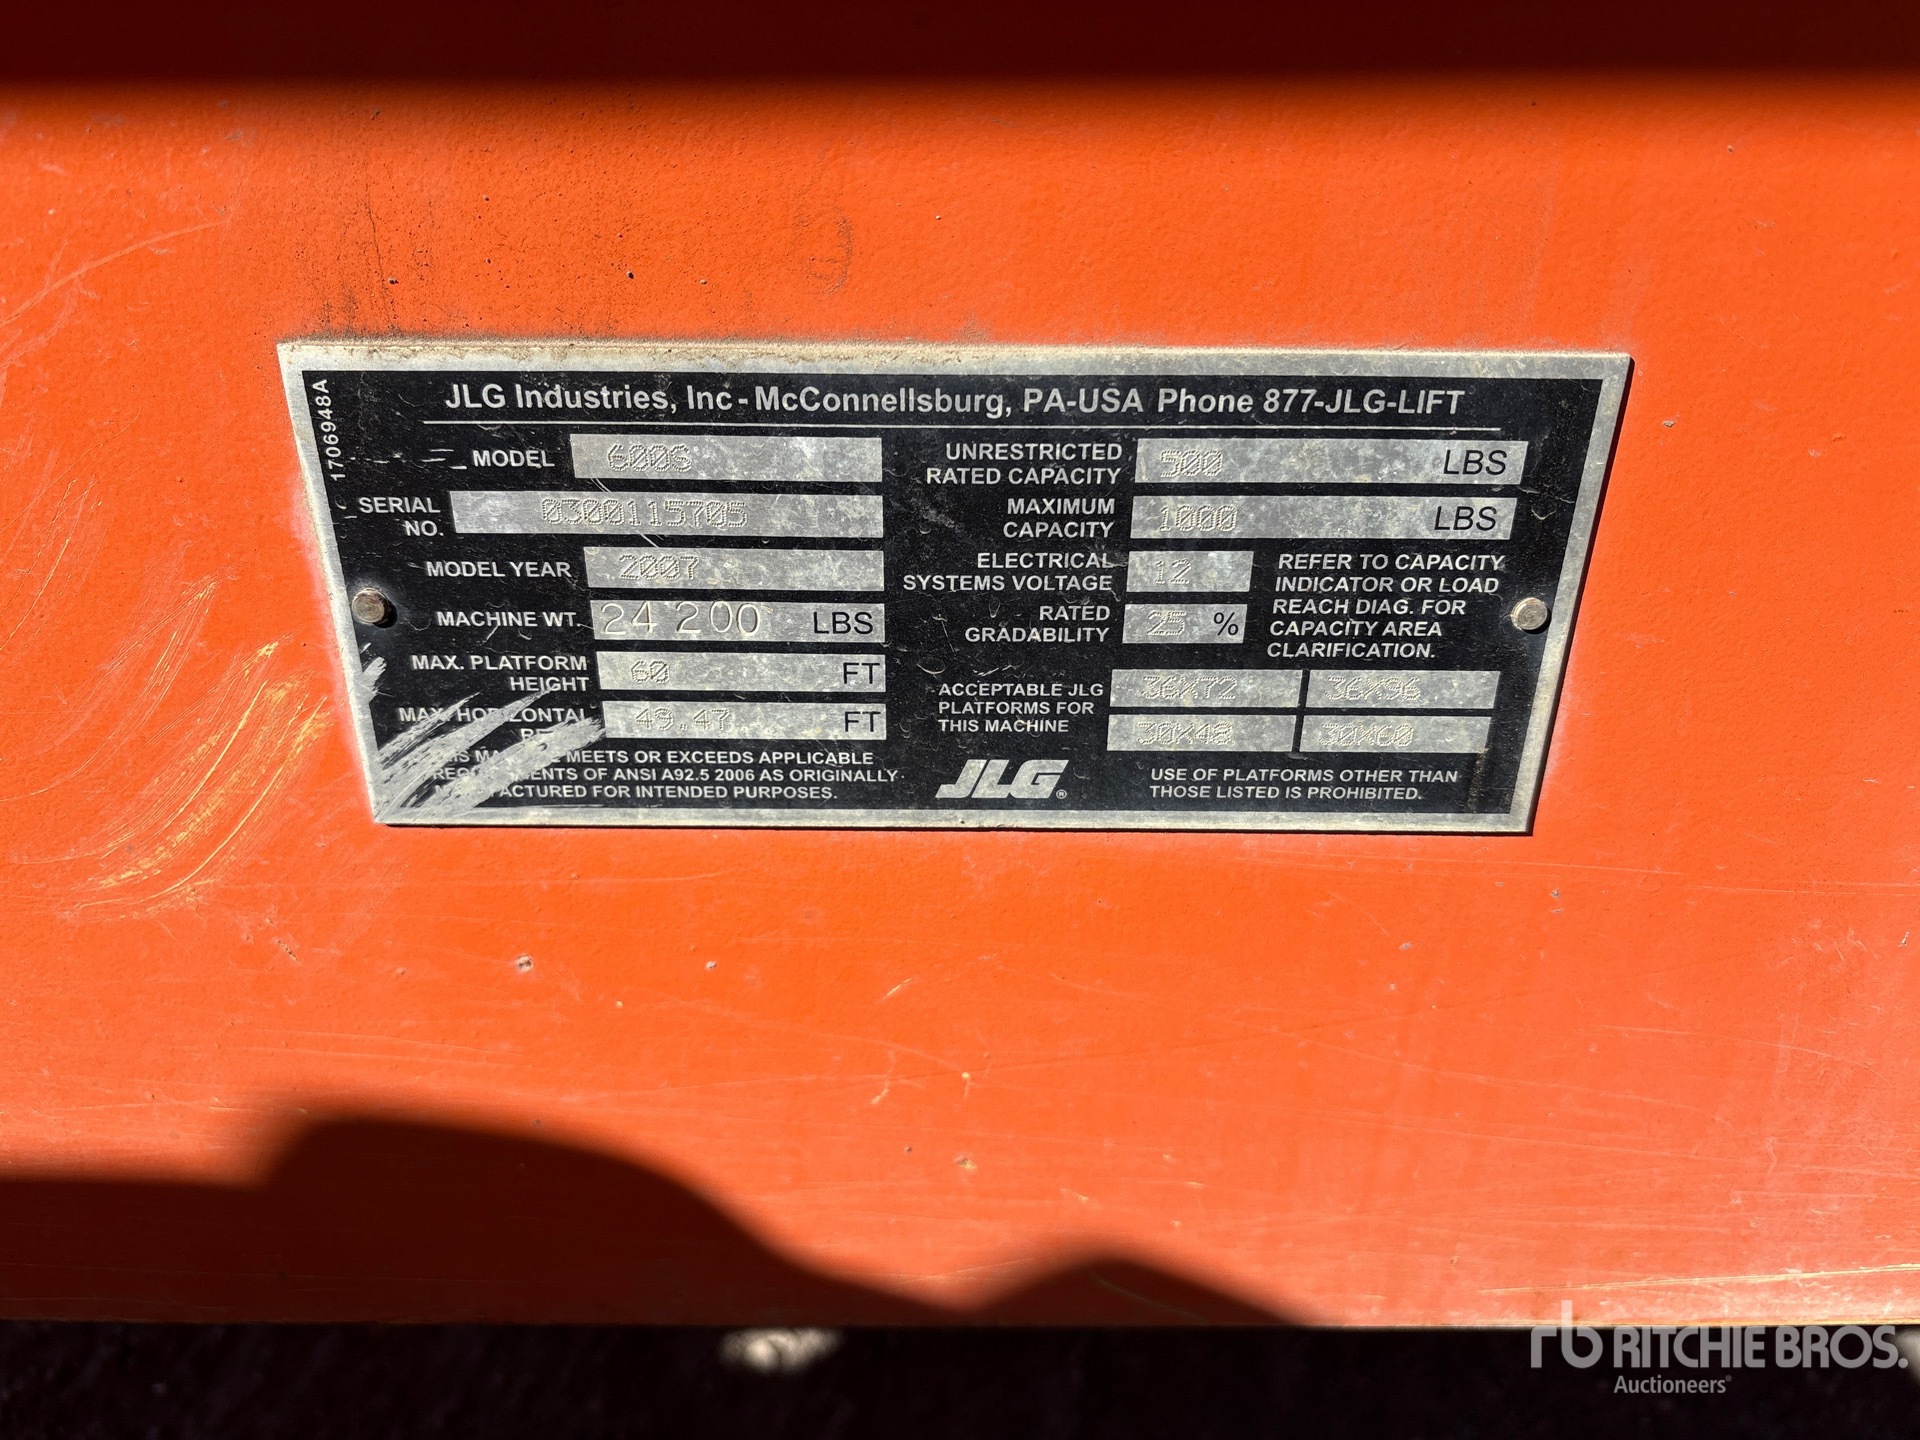 JLG Industries, Inc - McConnellsburg, PA-USA Phone 877-JLG-LIFT
17069948A
MODEL 600S
SERIAL NO. 0300115705
MODEL YEAR 2007
MACHINE WT. 24 200 LBS
MAX. PLATFORM HEIGHT 60 FT
MAX. HORIZONTAL 49.47 FT
MEETS OR EXCEEDS APPLICABLE
OF ANSI A92.5 2006 AS ORIGINALLY
FOR INTENDED PURPOSES.
UNRESTRICTED RATED CAPACITY 500 LBS
MAXIMUM CAPACITY 1000 LBS
ELECTRICAL SYSTEMS VOLTAGE 12
RATED GRADABILITY 25 %
REFER TO CAPACITY
INDICATOR OR LOAD
REACH DIAG. FOR
CAPACITY AREA
CLARIFICATION.
ACCEPTABLE JLG
PLATFORMS FOR
THIS MACHINE
36X72 36X96
30X48 30X60
JLG®
USE OF PLATFORMS OTHER THAN
THOSE LISTED IS PROHIBITED.
rb RITCHIE BROS.
Auctioneers®